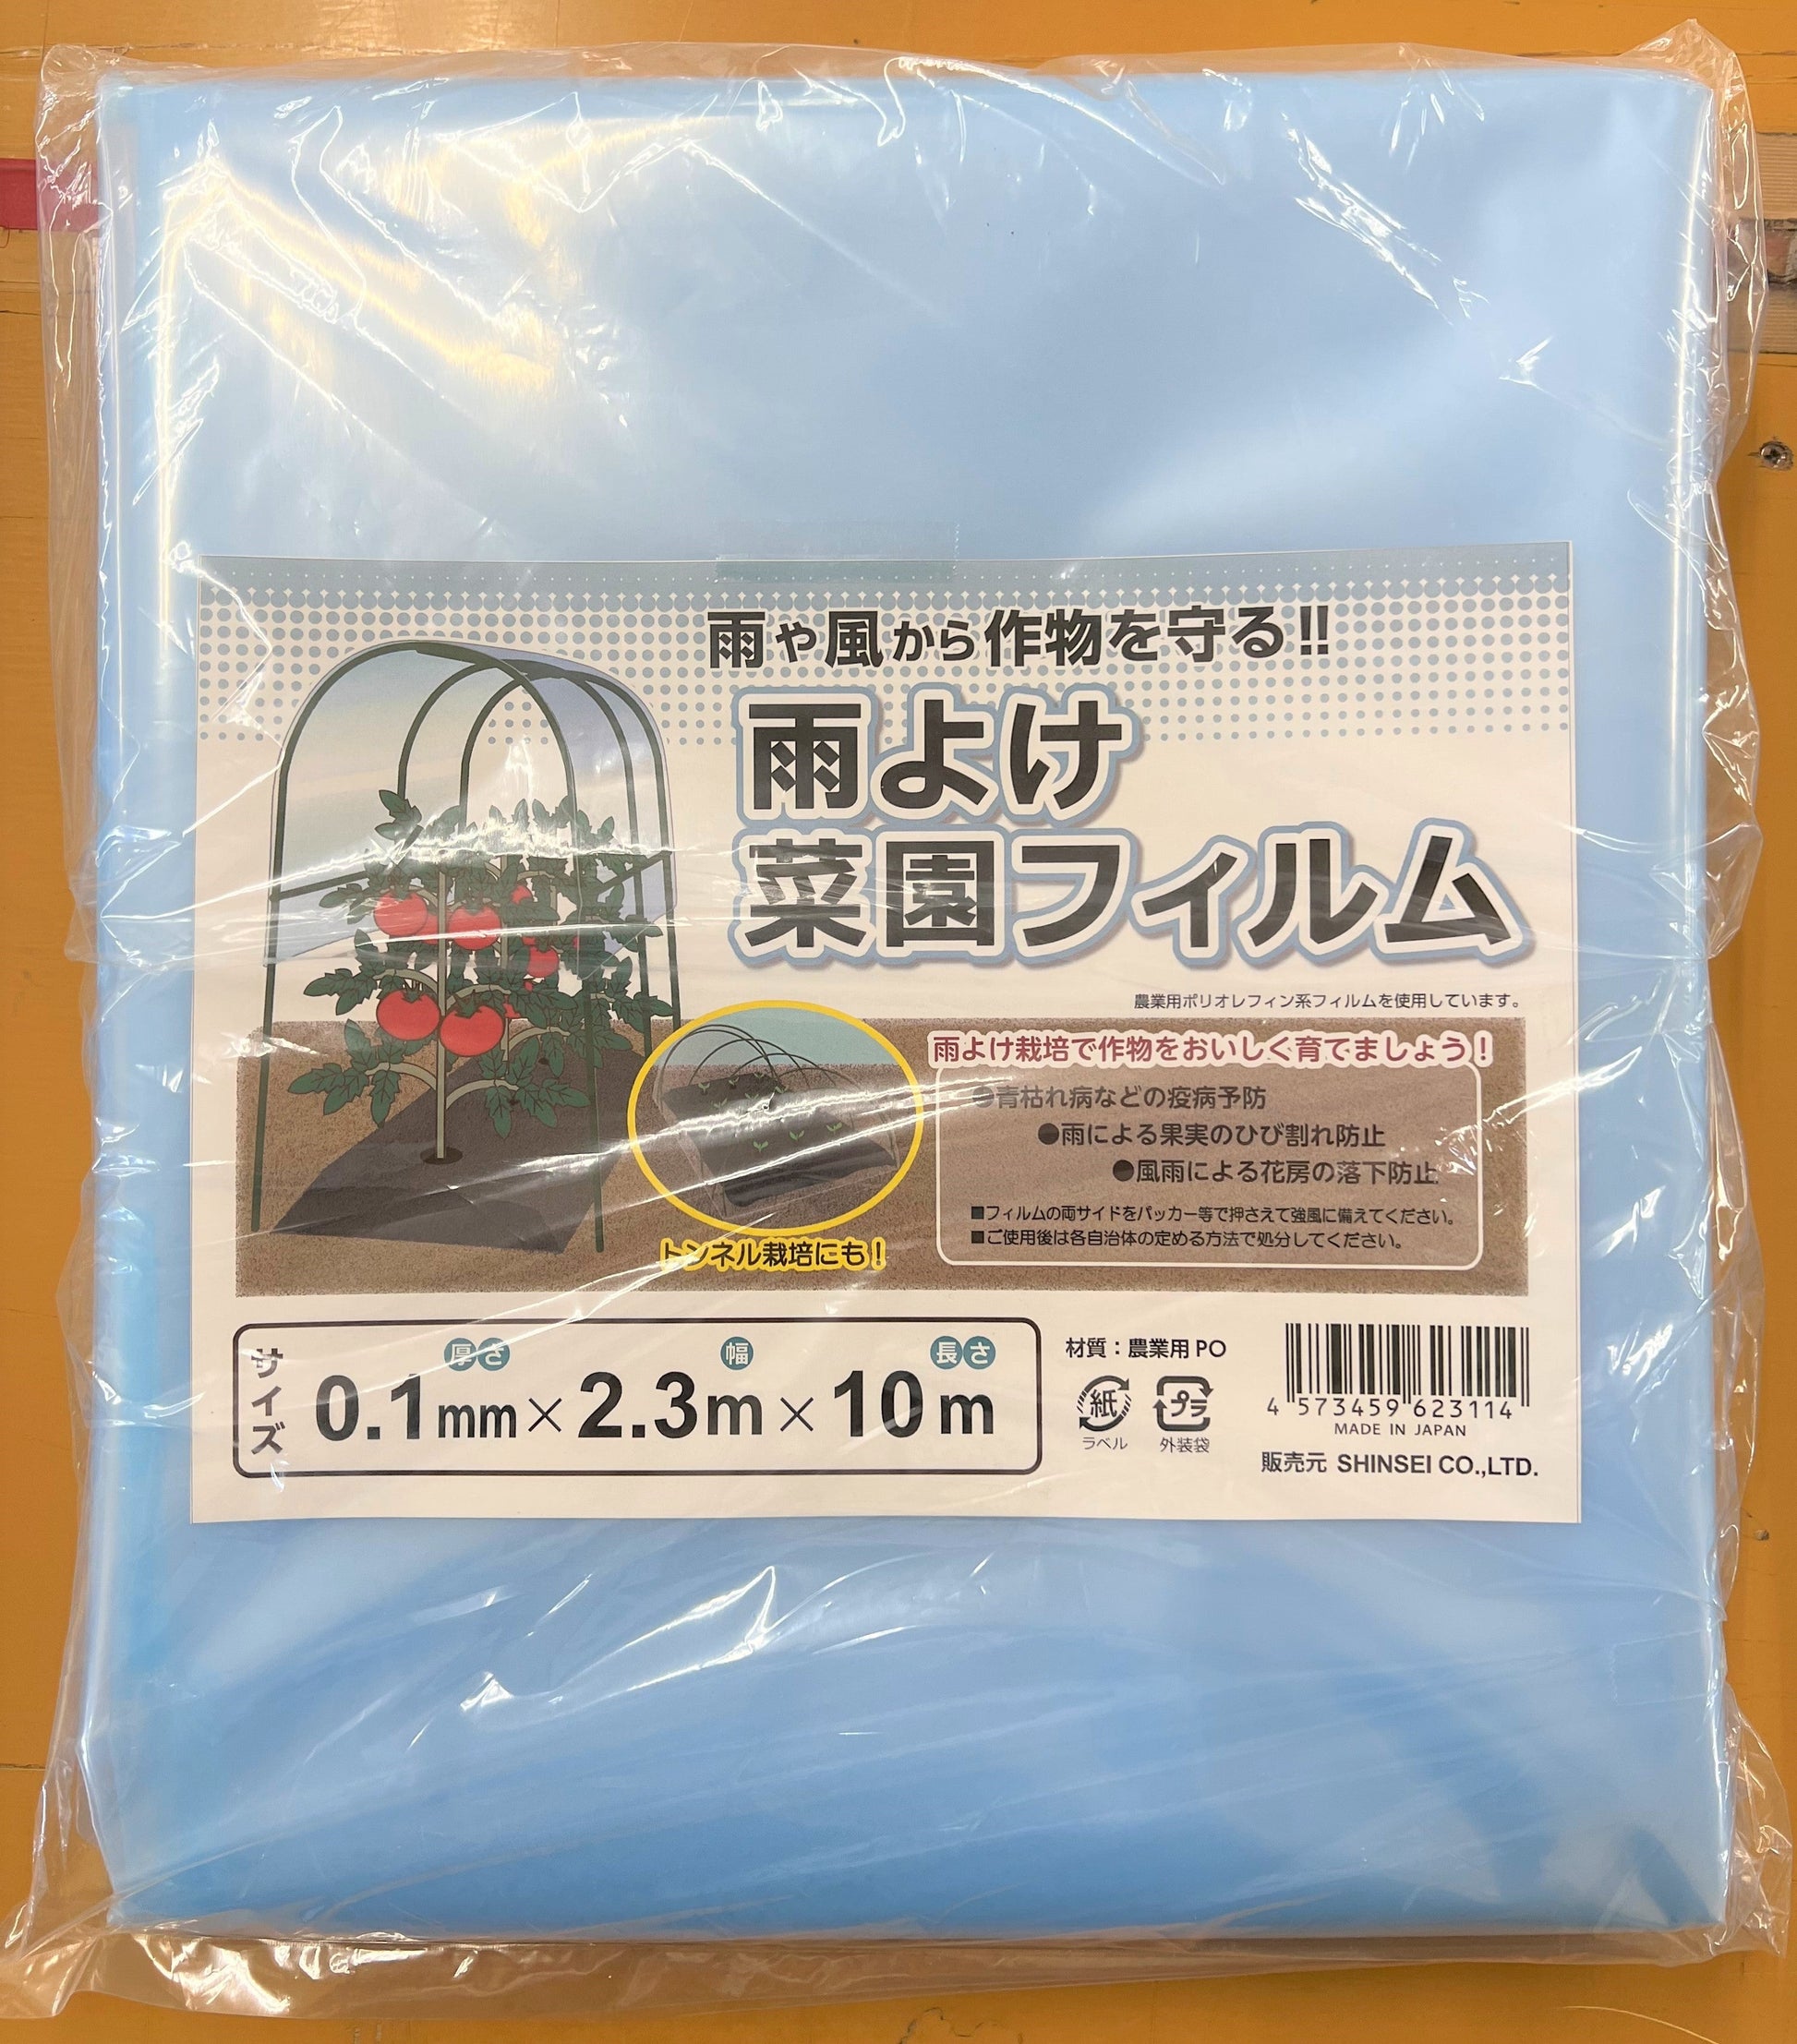 雨や風から作物を守る!!
雨よけ
菜園フィルム
農業用ポリオレフィン系フィルムを使用しています。
雨よけ栽培で作物をおいしく育てましょう!
●青枯れ病などの疫病予防
●雨による果実のひび割れ防止
●風雨による花房の落下防止
■フィルムの両サイドをパッカー等で押さえて強風に備えてください。
■ご使用後は各自治体の定める方法で処分してください。
トンネル栽培にも!
サイズ
厚さ 幅 長さ
0.1mm×2.3m×10m
材質:農業用PO
紙 プラ
ラベル 外装袋
4 573459 623114
MADE IN JAPAN
販売元 SHINSEI CO.,LTD.